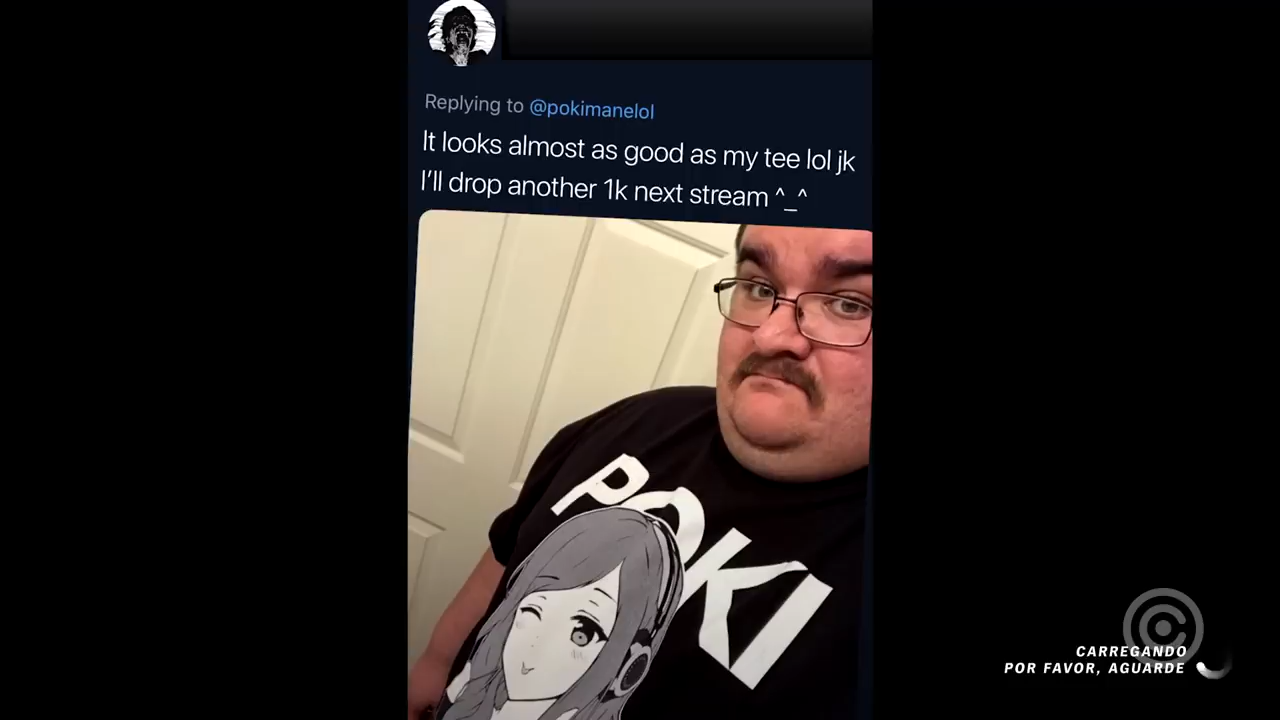 Replying to @pokimanelol
It looks almost as good as my tee lol jk
I'll drop another 1k next stream ^_^
POKI
CARREGANDO
POR FAVOR, AGUARDE